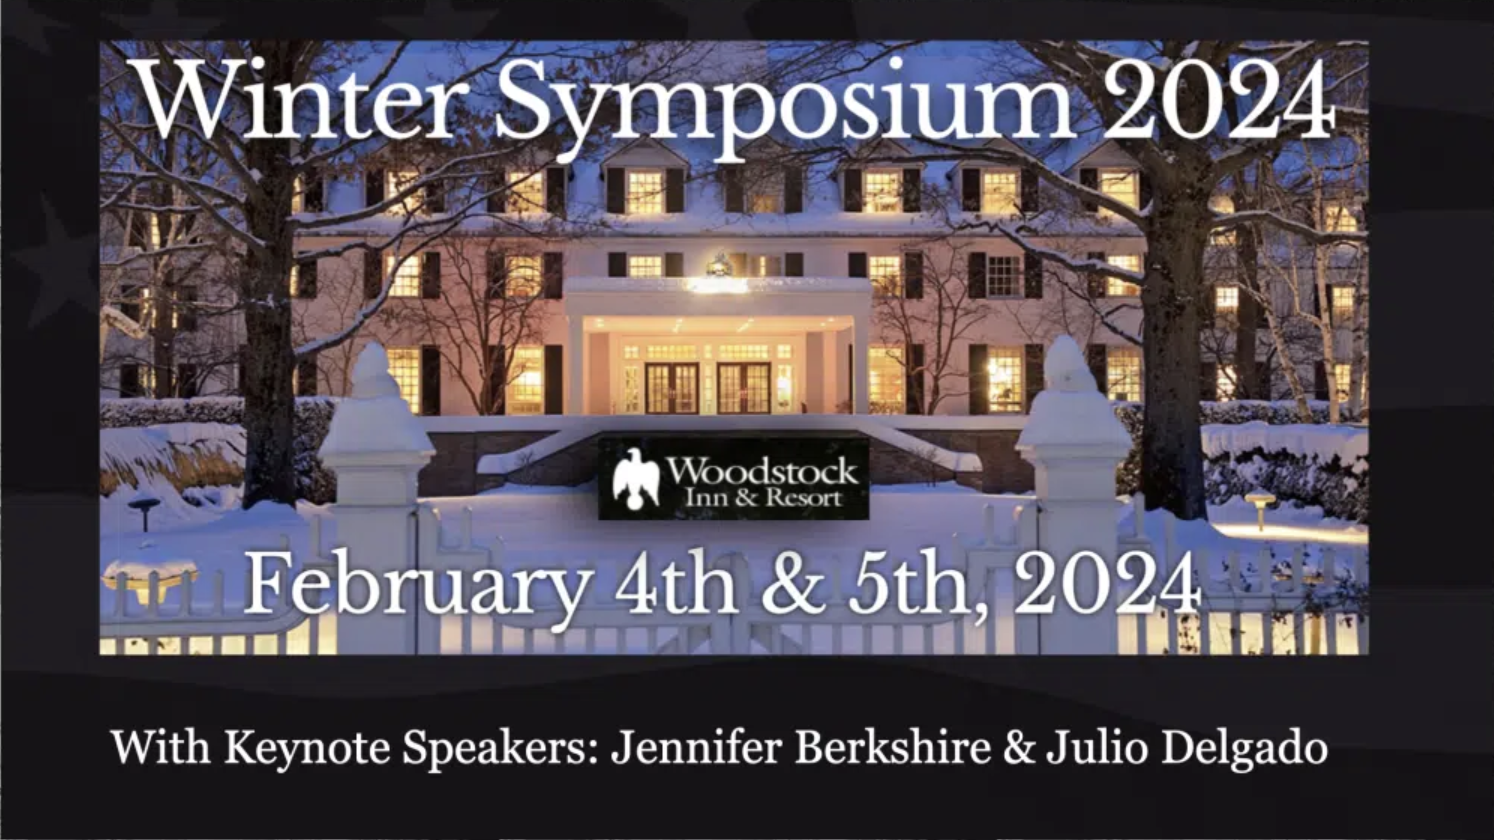 Winter Symposium 2024
Woodstock
Inn & Resort
February 4th & 5th, 2024
With Keynote Speakers: Jennifer Berkshire & Julio Delgado